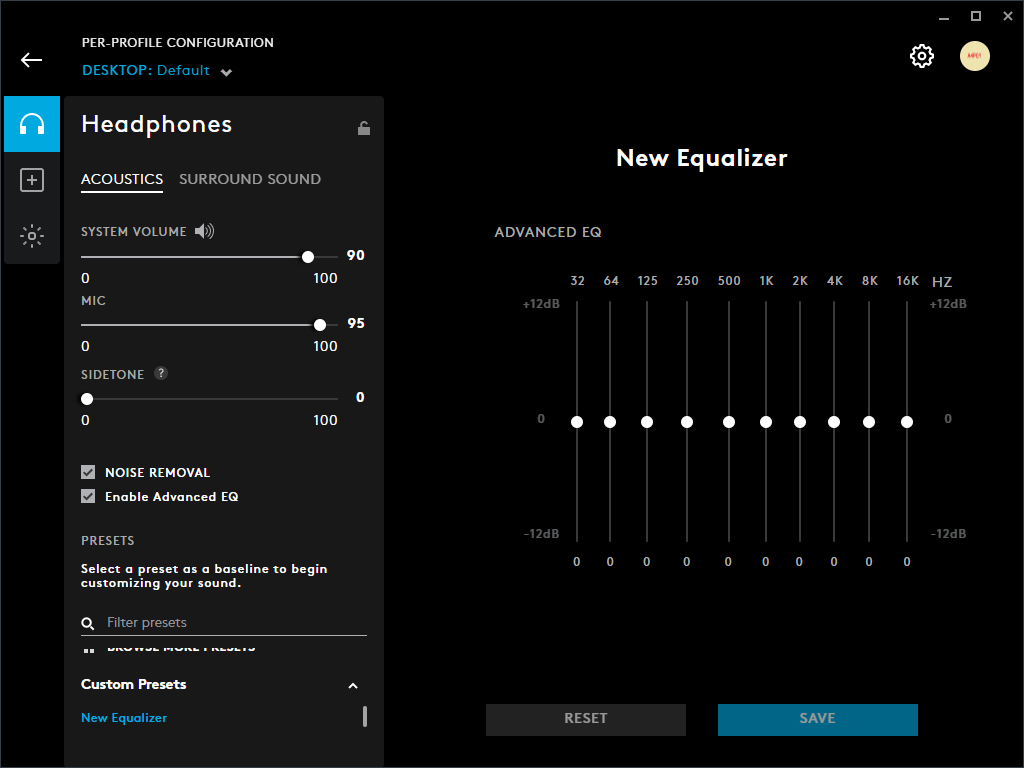 PER-PROFILE CONFIGURATION
DESKTOP: Default
Headphones
ACOUSTICS SURROUND SOUND
SYSTEM VOLUME
90
0 100
MIC
95
0 100
SIDETONE ?
0
0 100
NOISE REMOVAL
Enable Advanced EQ
PRESETS
Select a preset as a baseline to begin
customizing your sound.
Filter presets
BROWSE MORE PRESETS
Custom Presets
New Equalizer
New Equalizer
ADVANCED EQ
32 64 125 250 500 1K 2K 4K 8K 16K HZ
+12dB +12dB
0 0
-12dB -12dB
0 0 0 0 0 0 0 0 0 0
RESET SAVE